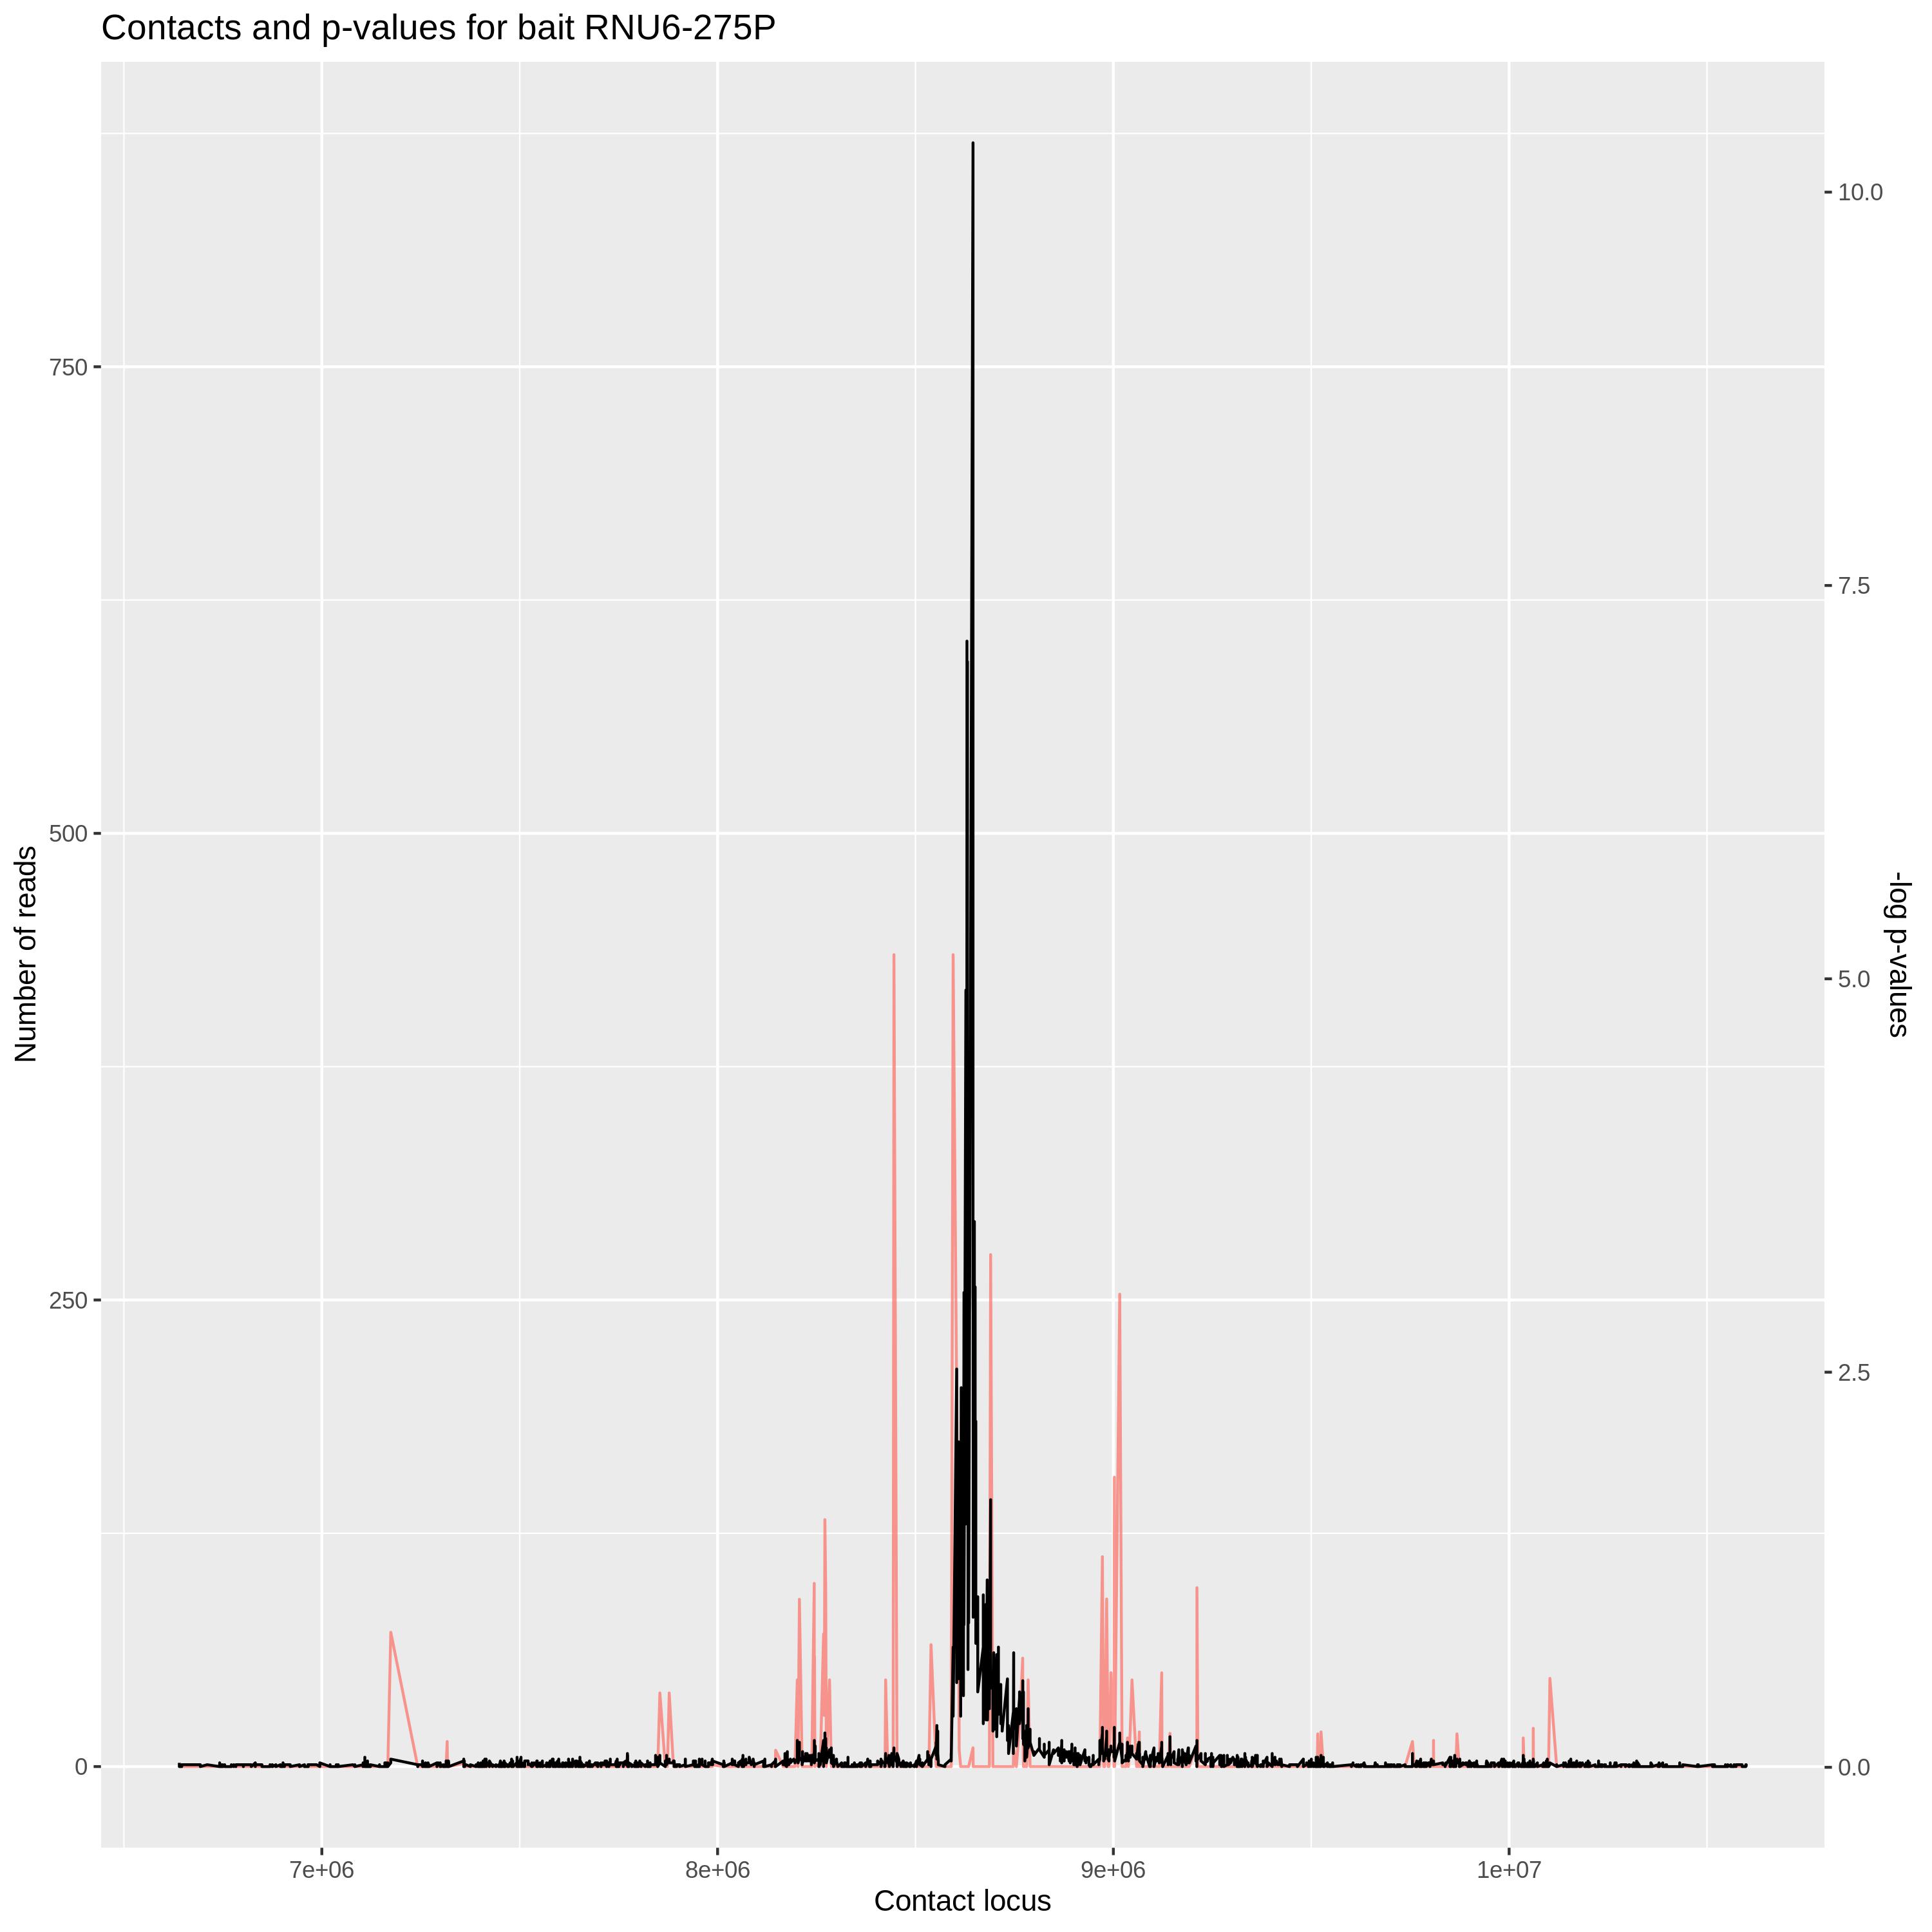 Contacts and p-values for bait RNU6-275P
10.0
750
7.5
500
Number of reads
-log p-values
5.0
250
2.5
0
0.0
7e+06
8e+06
9e+06
1e+07
Contact locus